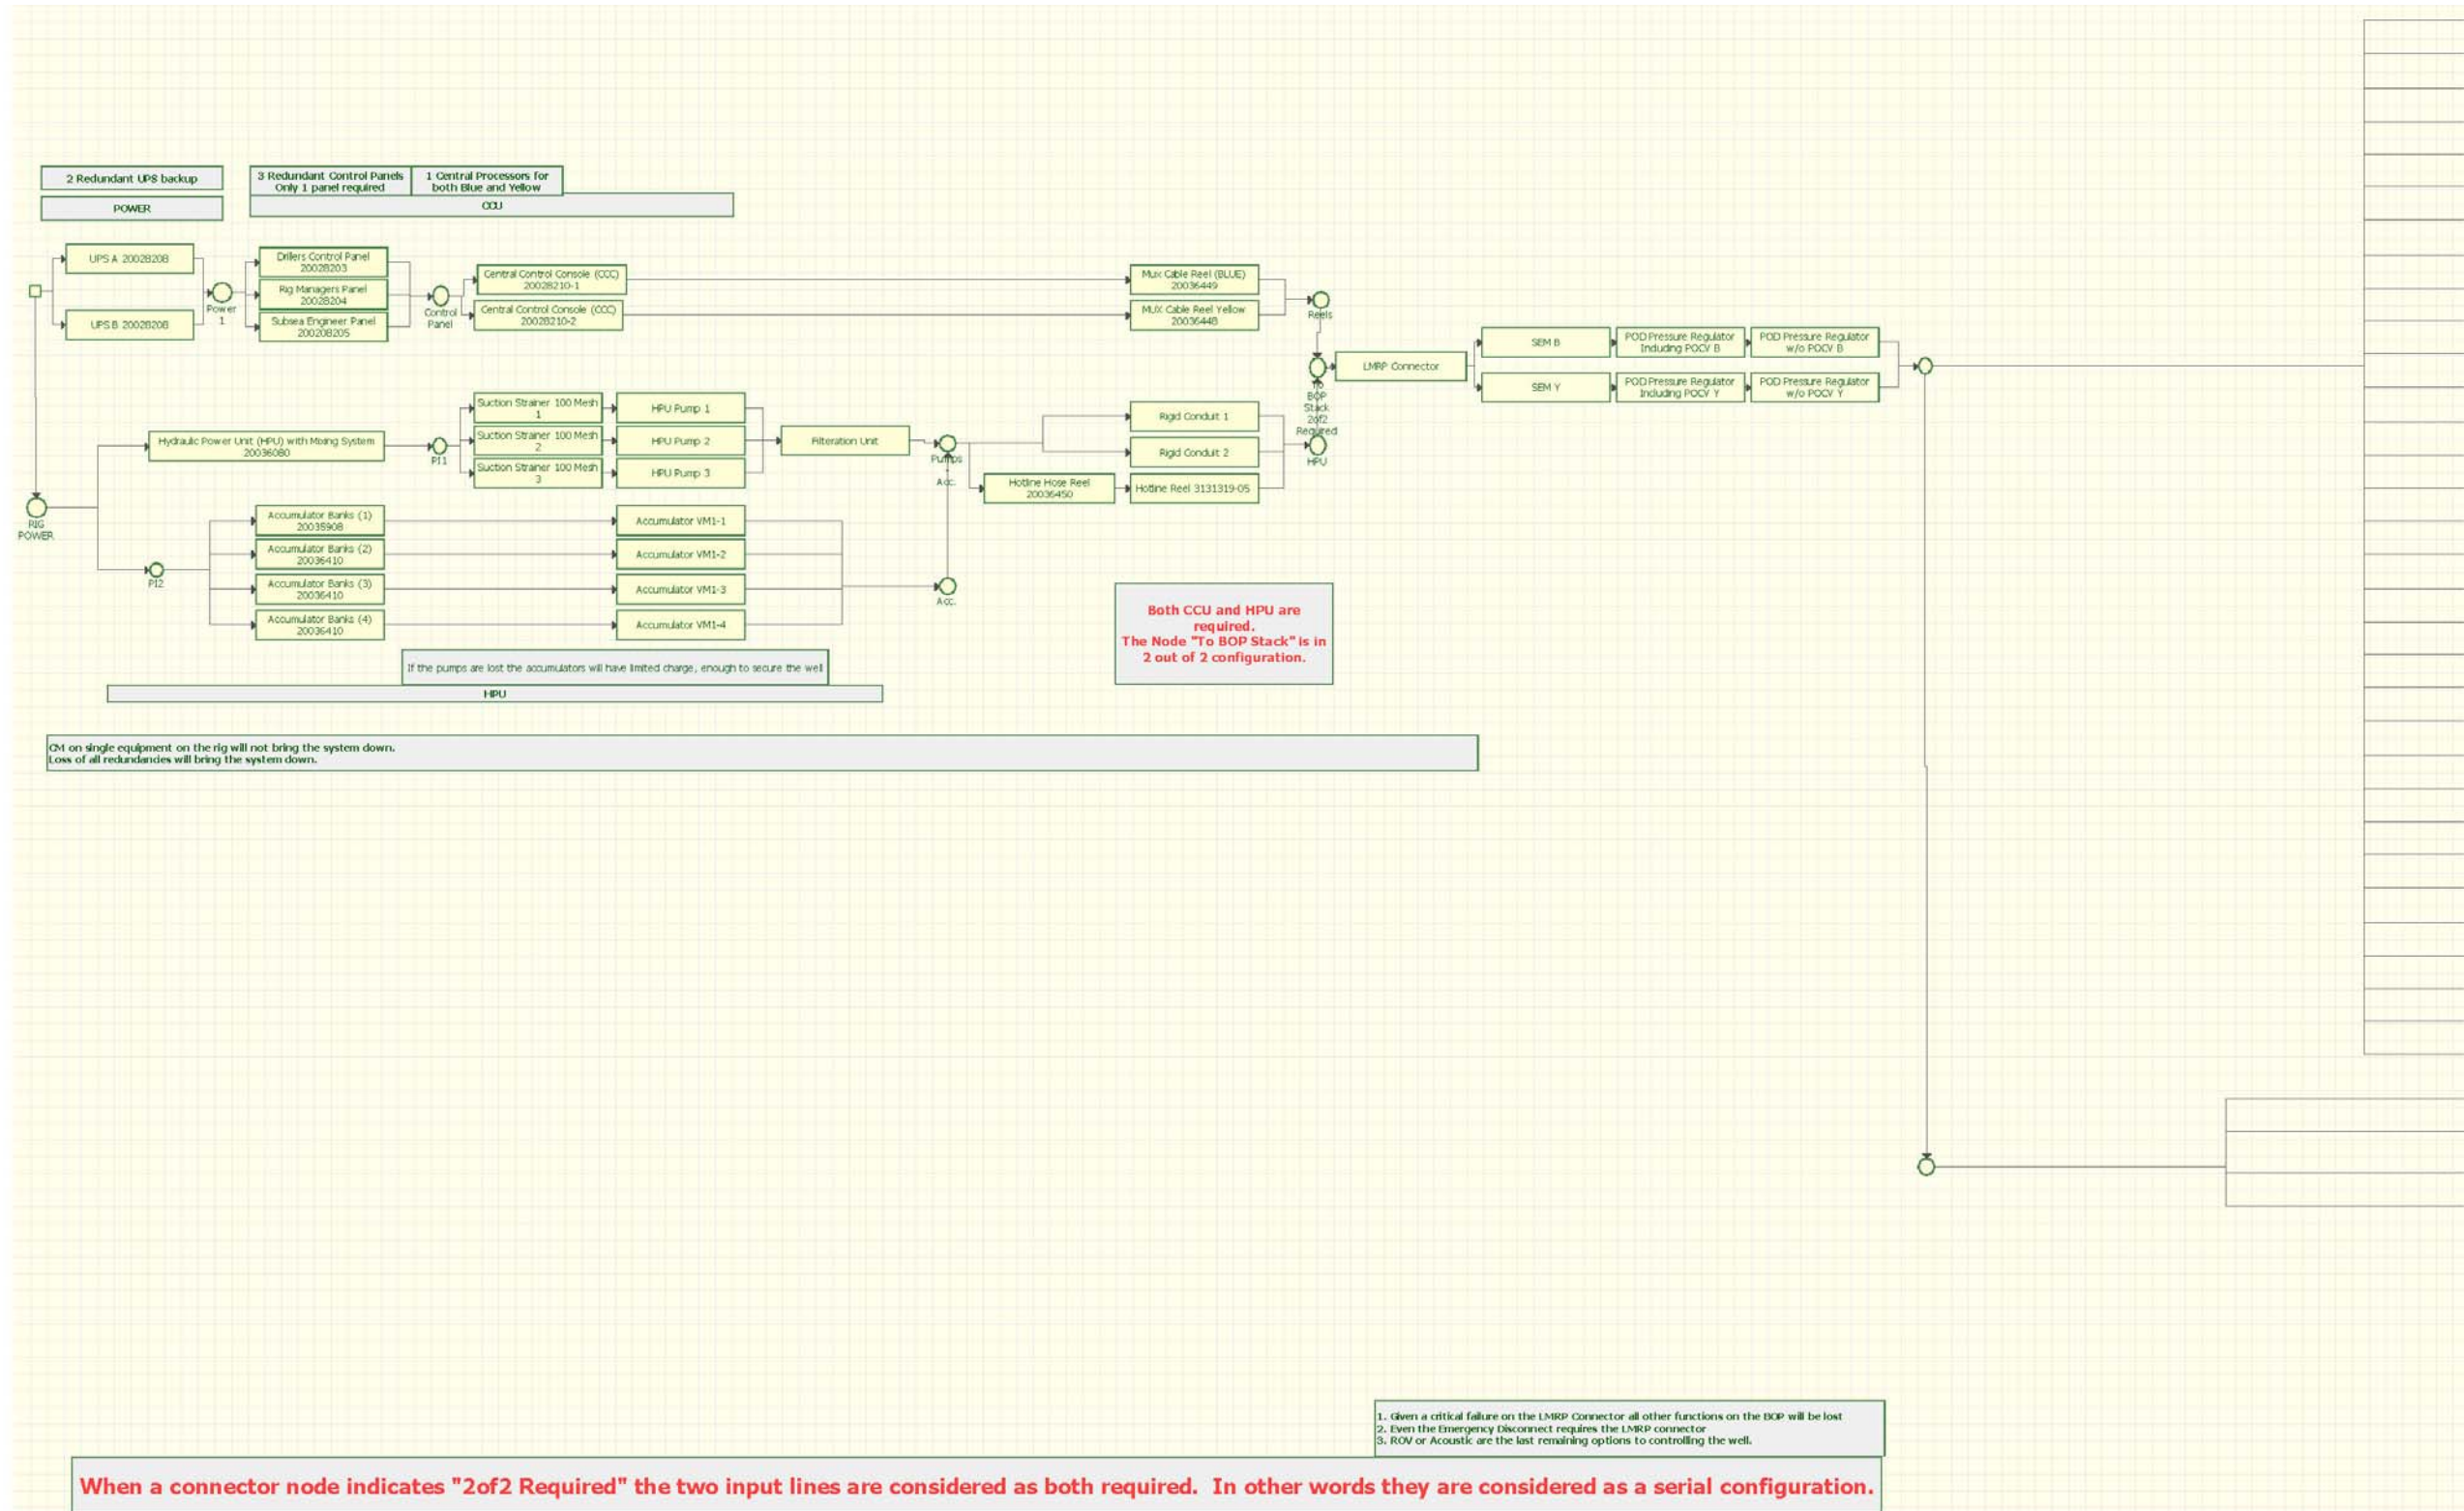 2 Redundant UPS backup
POWER
3 Redundant Control Panels
Only 1 panel required
1 Central Processors for
both Blue and Yellow
CCU
UPS A 20028208
UPS B 20028208
Power
1
Drillers Control Panel
20028203
Rig Managers Panel
20028204
Subsea Engineer Panel
200208205
Control
Panel
Central Control Console (CCC)
20028210-1
Central Control Console (CCC)
20028210-2
Mux Cable Reel (BLUE)
20036449
MUX Cable Reel Yellow
20036448
Reels
To
BOP
Stack
2of2
Required
LMRP Connector
SEM B
POD Pressure Regulator
Including POCV B
POD Pressure Regulator
w/o POCV B
SEM Y
POD Pressure Regulator
Including POCV Y
POD Pressure Regulator
w/o POCV Y
Hydraulic Power Unit (HPU) with Mixing System
20036080
P11
Suction Strainer 100 Mesh
1
Suction Strainer 100 Mesh
2
Suction Strainer 100 Mesh
3
HPU Pump 1
HPU Pump 2
HPU Pump 3
Filteration Unit
Pumps
Acc.
Rigid Conduit 1
Rigid Conduit 2
Hotline Hose Reel
20036450
Hotline Reel 3131319-05
HPU
RIG
POWER
P12
Accumulator Banks (1)
20035908
Accumulator Banks (2)
20036410
Accumulator Banks (3)
20036410
Accumulator Banks (4)
20036410
Accumulator VM1-1
Accumulator VM1-2
Accumulator VM1-3
Accumulator VM1-4
Acc.
Both CCU and HPU are
required.
The Node "To BOP Stack" is in
2 out of 2 configuration.
If the pumps are lost the accumulators will have limited charge, enough to secure the well
HPU
CM on single equipment on the rig will not bring the system down.
Loss of all redundancies will bring the system down.
1. Given a critical failure on the LMRP Connector all other functions on the BOP will be lost
2. Even the Emergency Disconnect requires the LMRP connector
3. ROV or Acoustic are the last remaining options to controlling the well.
When a connector node indicates "2of2 Required" the two input lines are considered as both required. In other words they are considered as a serial configuration.